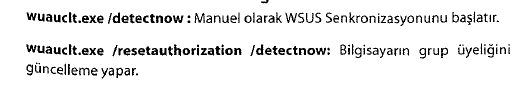 wuauclt.exe /detectnow : Manuel olarak WSUS Senkronizasyonunu başlatır.
wuauclt.exe /resetauthorization /detectnow: Bilgisayarın grup üyeliğini
güncelleme yapar.